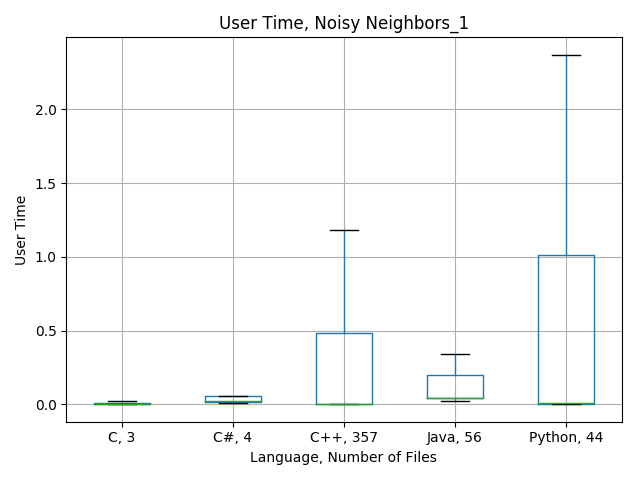 User Time, Noisy Neighbors_1
2.0
1.5
1.0
0.5
0.0
User Time
C, 3
C#, 4
C++, 357
Java, 56
Python, 44
Language, Number of Files